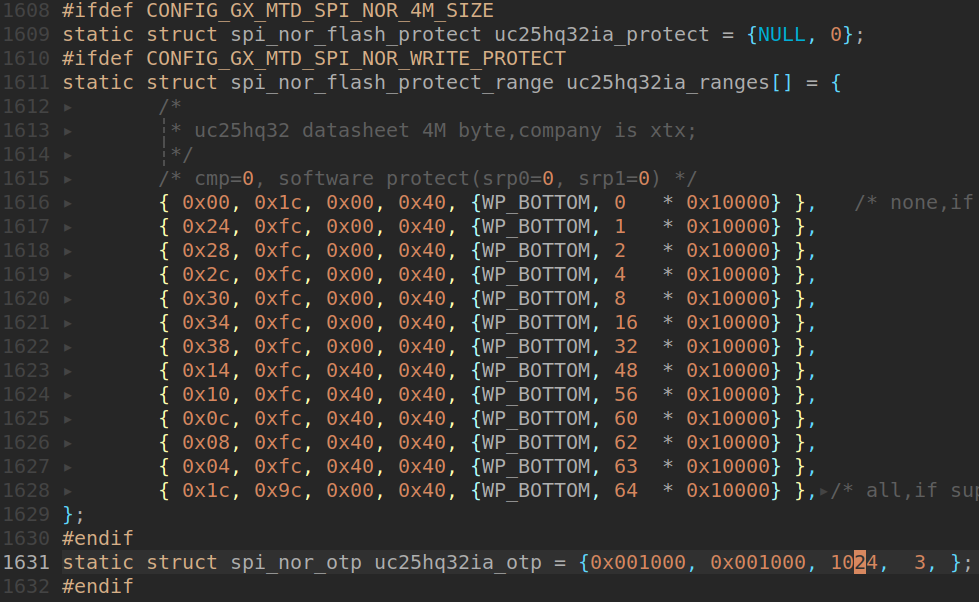 1608 #ifdef CONFIG_GX_MTD_SPI_NOR_4M_SIZE
1609 static struct spi_nor_flash_protect uc25hq32ia_protect = {NULL, 0};
1610 #ifdef CONFIG_GX_MTD_SPI_NOR_WRITE_PROTECT
1611 static struct spi_nor_flash_protect_range uc25hq32ia_ranges[] = {
1612 ▸ /*
1613 ▸ ¦* uc25hq32 datasheet 4M byte,company is xtx;
1614 ▸ ¦*/
1615 ▸ /* cmp=0, software protect(srp0=0, srp1=0) */
1616 ▸ { 0x00, 0x1c, 0x00, 0x40, {WP_BOTTOM, 0 * 0x10000} }, /* none,if
1617 ▸ { 0x24, 0xfc, 0x00, 0x40, {WP_BOTTOM, 1 * 0x10000} },
1618 ▸ { 0x28, 0xfc, 0x00, 0x40, {WP_BOTTOM, 2 * 0x10000} },
1619 ▸ { 0x2c, 0xfc, 0x00, 0x40, {WP_BOTTOM, 4 * 0x10000} },
1620 ▸ { 0x30, 0xfc, 0x00, 0x40, {WP_BOTTOM, 8 * 0x10000} },
1621 ▸ { 0x34, 0xfc, 0x00, 0x40, {WP_BOTTOM, 16 * 0x10000} },
1622 ▸ { 0x38, 0xfc, 0x00, 0x40, {WP_BOTTOM, 32 * 0x10000} },
1623 ▸ { 0x14, 0xfc, 0x40, 0x40, {WP_BOTTOM, 48 * 0x10000} },
1624 ▸ { 0x10, 0xfc, 0x40, 0x40, {WP_BOTTOM, 56 * 0x10000} },
1625 ▸ { 0x0c, 0xfc, 0x40, 0x40, {WP_BOTTOM, 60 * 0x10000} },
1626 ▸ { 0x08, 0xfc, 0x40, 0x40, {WP_BOTTOM, 62 * 0x10000} },
1627 ▸ { 0x04, 0xfc, 0x40, 0x40, {WP_BOTTOM, 63 * 0x10000} },
1628 ▸ { 0x1c, 0x9c, 0x00, 0x40, {WP_BOTTOM, 64 * 0x10000} },▸/* all,if sup
1629 };
1630 #endif
1631 static struct spi_nor_otp uc25hq32ia_otp = {0x001000, 0x001000, 1024, 3, };
1632 #endif